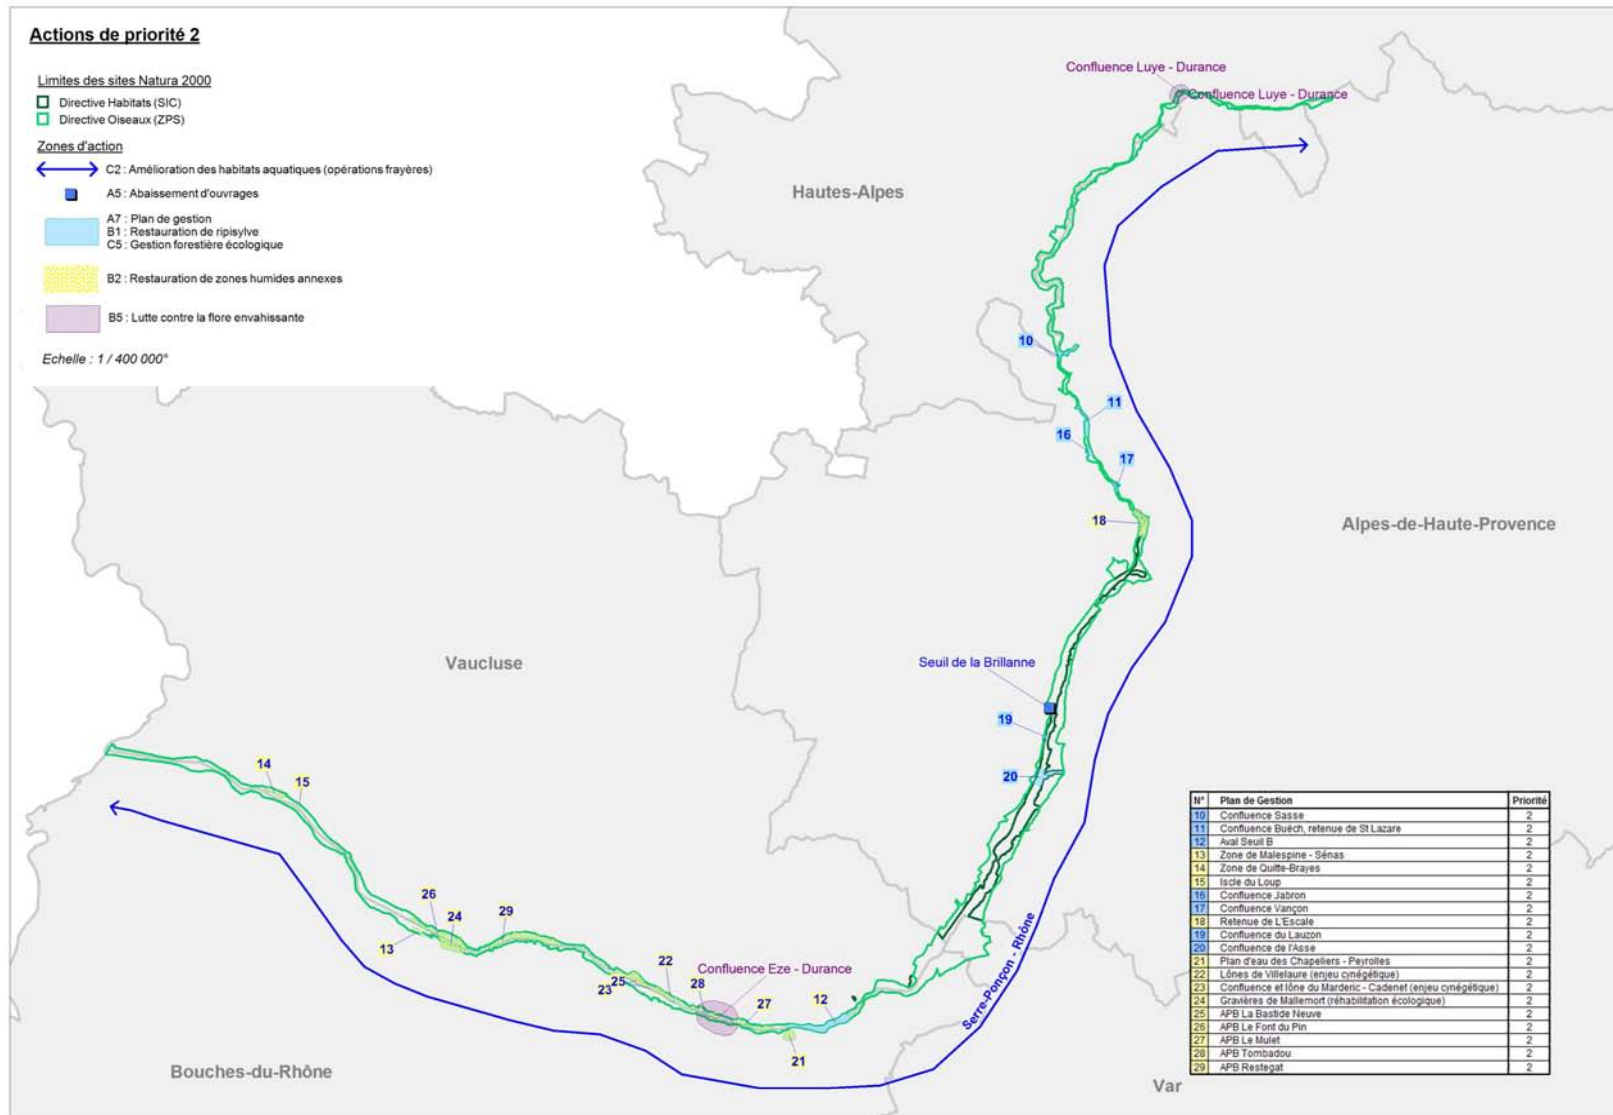 Actions de priorité 2
Limites des sites Natura 2000
Directive Habitats (SIC)
Directive Oiseaux (ZPS)
Zones d'action
C2 : Amélioration des habitats aquatiques (opérations frayères)
A5 : Abaissement d'ouvrages
A7 : Plan de gestion
B1 : Restauration de ripisylve
C5 : Gestion forestière écologique
B2 : Restauration de zones humides annexes
B5 : Lutte contre la flore envahissante
Echelle : 1 / 400 000°
Confluence Luye - Durance
Confluence Luye - Durance
Hautes-Alpes
10
11
16
17
18
Alpes-de-Haute-Provence
Vaucluse
Seuil de la Brillanne
19
20
14
15
26
24
29
13
22
Confluence Eze - Durance
25
23
28
27
12
21
Serre-Ponçon - Rhône
Bouches-du-Rhône
Var
N° Plan de Gestion Priorité
10 Confluence Sasse 2
11 Confluence Buëch, retenue de St Lazare 2
12 Aval Seuil B 2
13 Zone de Malespine - Sénas 2
14 Zone de Quitte-Brayes 2
15 Iscle du Loup 2
16 Confluence Jabron 2
17 Confluence Vançon 2
18 Retenue de L'Escale 2
19 Confluence du Lauzon 2
20 Confluence de l'Asse 2
21 Plan d'eau des Chapeliers - Peyrolles 2
22 Lônes de Villelaure (enjeu cynégétique) 2
23 Confluence et lône du Marderic - Cadenet (enjeu cynégétique) 2
24 Gravières de Mallemort (réhabilitation écologique) 2
25 APB La Bastide Neuve 2
26 APB Le Font du Pin 2
27 APB Le Mulet 2
28 APB Tombadou 2
29 APB Restegat 2